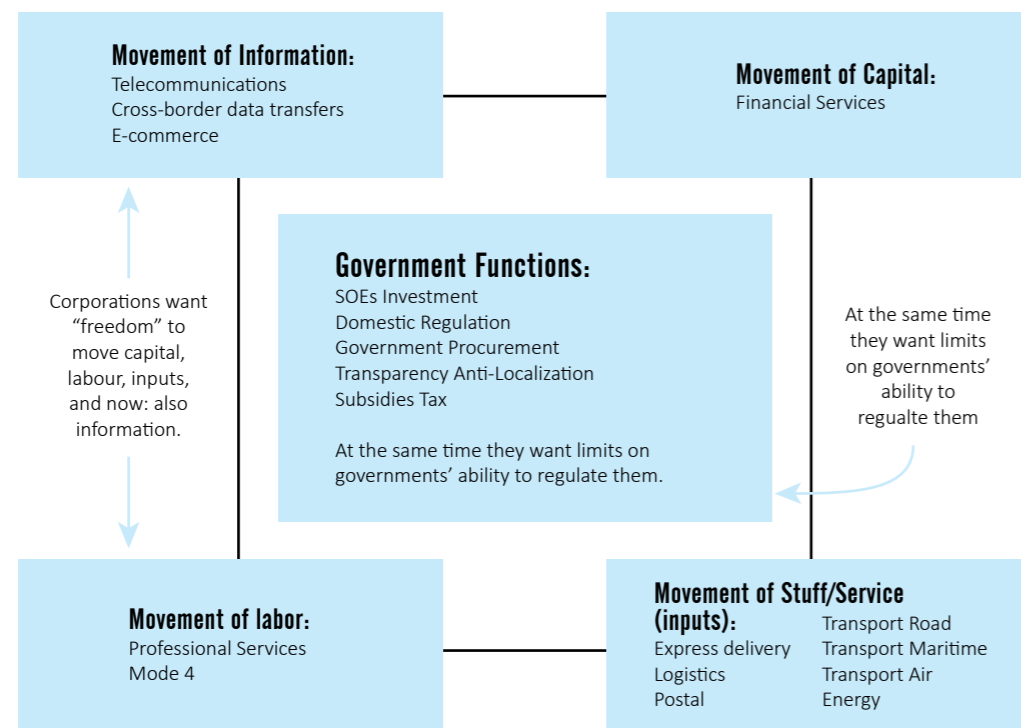 Movement of Information:
Telecommunications
Cross-border data transfers
E-commerce
Movement of Capital:
Financial Services
Government Functions:
SOEs Investment
Domestic Regulation
Government Procurement
Transparency Anti-Localization
Subsidies Tax
At the same time they want limits on
governments’ ability to regulate them.
Corporations want
“freedom” to
move capital,
labour, inputs,
and now: also
information.
At the same time
they want limits
on governments’
ability to
regualte them
Movement of labor:
Professional Services
Mode 4
Movement of Stuff/Service
(inputs):
Express delivery
Logistics
Postal
Transport Road
Transport Maritime
Transport Air
Energy